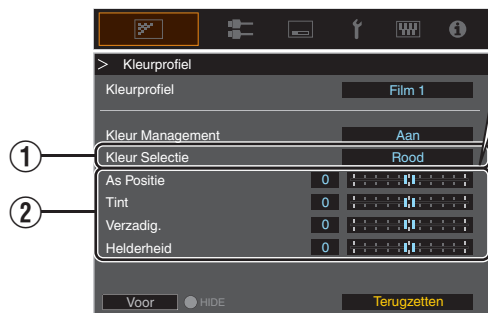 > Kleurprofiel
Kleurprofiel Film 1
Kleur Management Aan
① Kleur Selectie Rood
As Positie 0
② Tint 0
Verzadig. 0
Helderheid 0
Voor HIDE Terugzetten